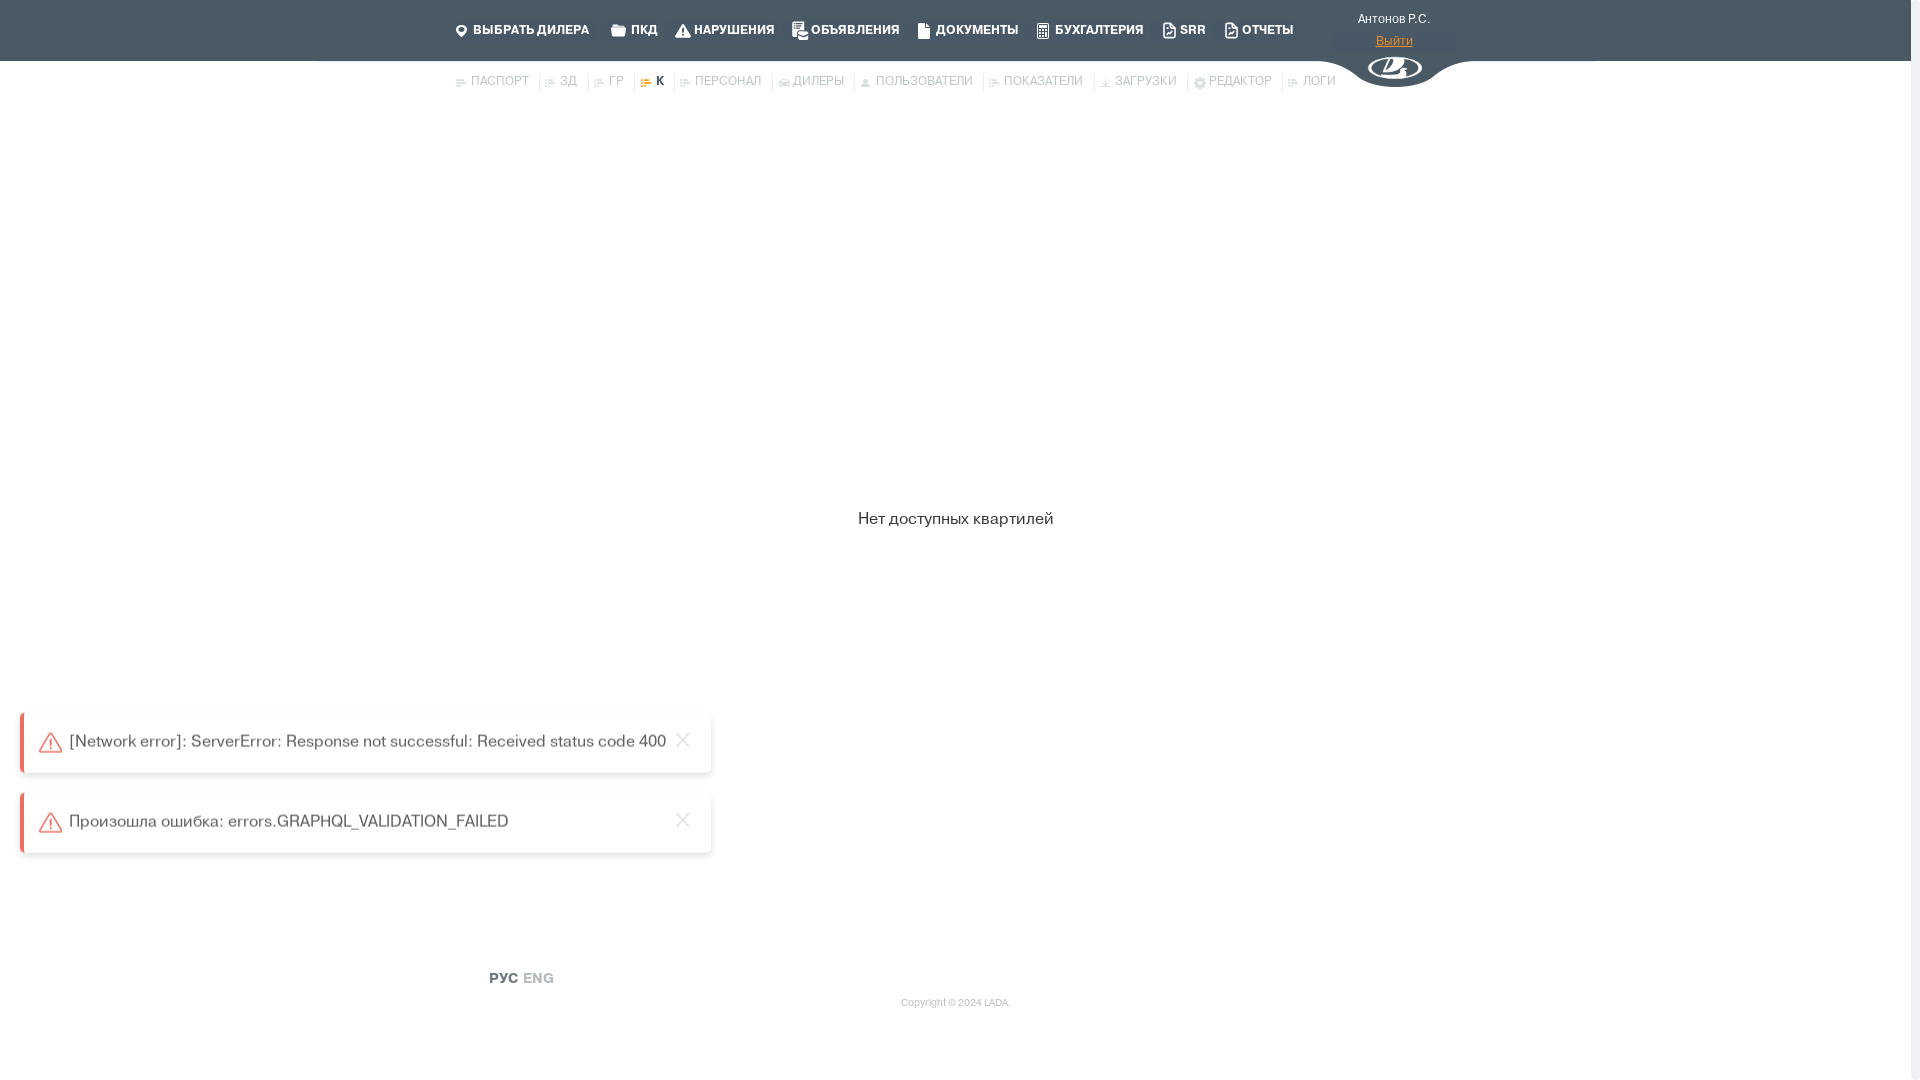 ВЫБРАТЬ ДИЛЕРА ПКД НАРУШЕНИЯ ОБЪЯВЛЕНИЯ ДОКУМЕНТЫ БУХГАЛТЕРИЯ SRR ОТЧЕТЫ
Антонов Р.С.
Выйти
ПАСПОРТ ЗД ГР К ПЕРСОНАЛ ДИЛЕРЫ ПОЛЬЗОВАТЕЛИ ПОКАЗАТЕЛИ ЗАГРУЗКИ РЕДАКТОР ЛОГИ
Нет доступных квартилей
[Network error]: ServerError: Response not successful: Received status code 400
Произошла ошибка: errors.GRAPHQL_VALIDATION_FAILED
РУС ENG
Copyright © 2024 LADA.